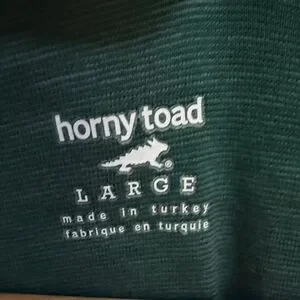 horny toad
®
LARGE
made in turkey
fabrique en turquie